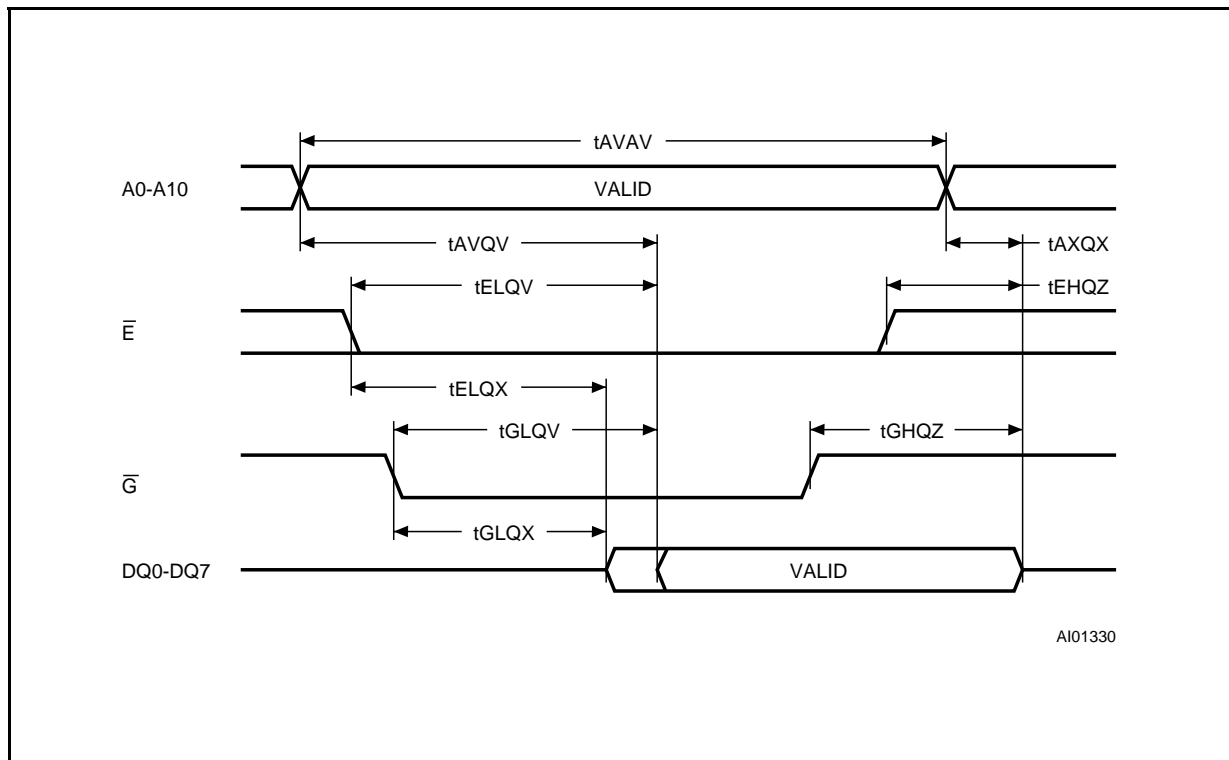 tAVAV
A0-A10 VALID
tAVQV tAXQX
tELQV tEHQZ
E̅
tELQX
tGLQV tGHQZ
G̅
tGLQX
DQ0-DQ7 VALID
AI01330